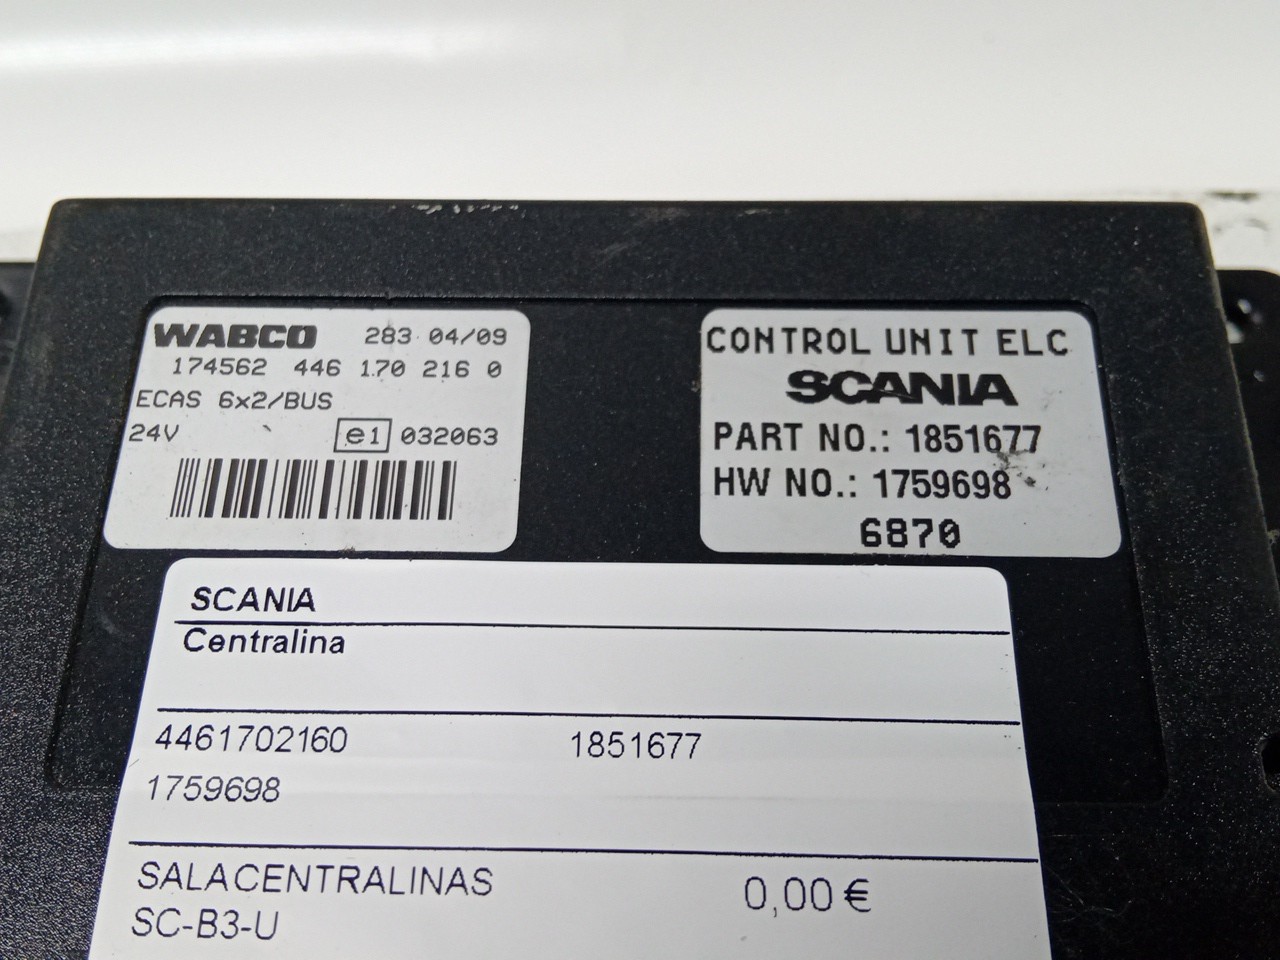 WABCO 283 04/09
174562 446 170 216 0
ECAS 6x2/BUS
24V e1 032063
CONTROL UNIT ELC
SCANIA
PART NO.: 1851677
HW NO.: 1759698
6870
SCANIA
Centralina
4461702160 1851677
1759698
SALACENTRALINAS 0,00 €
SC-B3-U